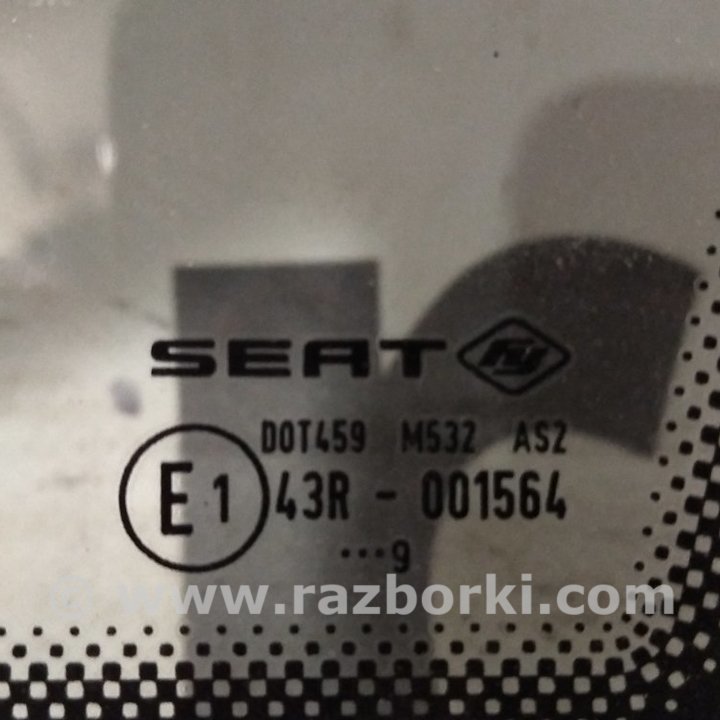 SEAT
DOT459 M532 AS2
E1 43R - 001564
•••9
© www.razborki.com